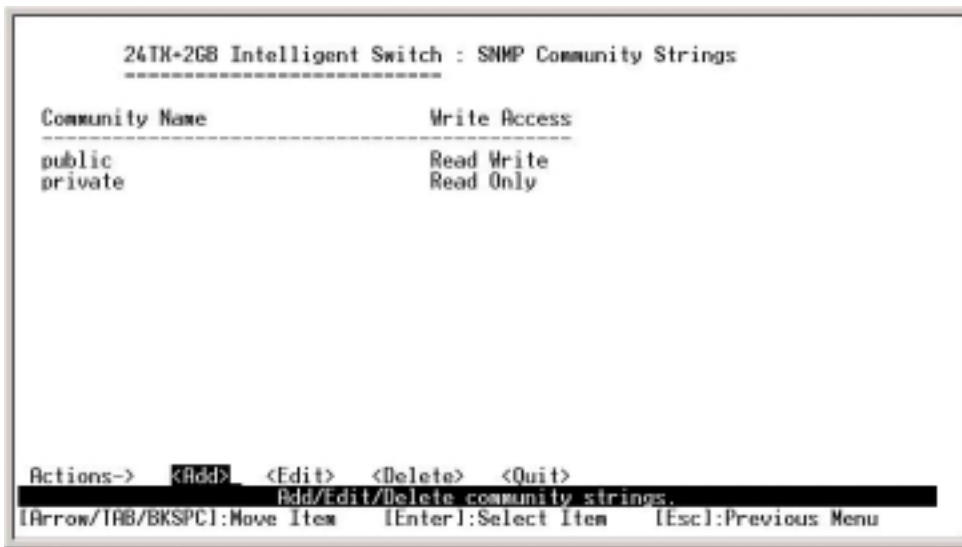 24TX+2GB Intelligent Switch : SNMP Community Strings
----------------------------
Community Name Write Access
---------------------------------------------
public Read Write
private Read Only
Actions-> <Add> <Edit> <Delete> <Quit>
Add/Edit/Delete community strings.
[Arrow/TAB/BKSPC]:Move Item [Enter]:Select Item [Esc]:Previous Menu